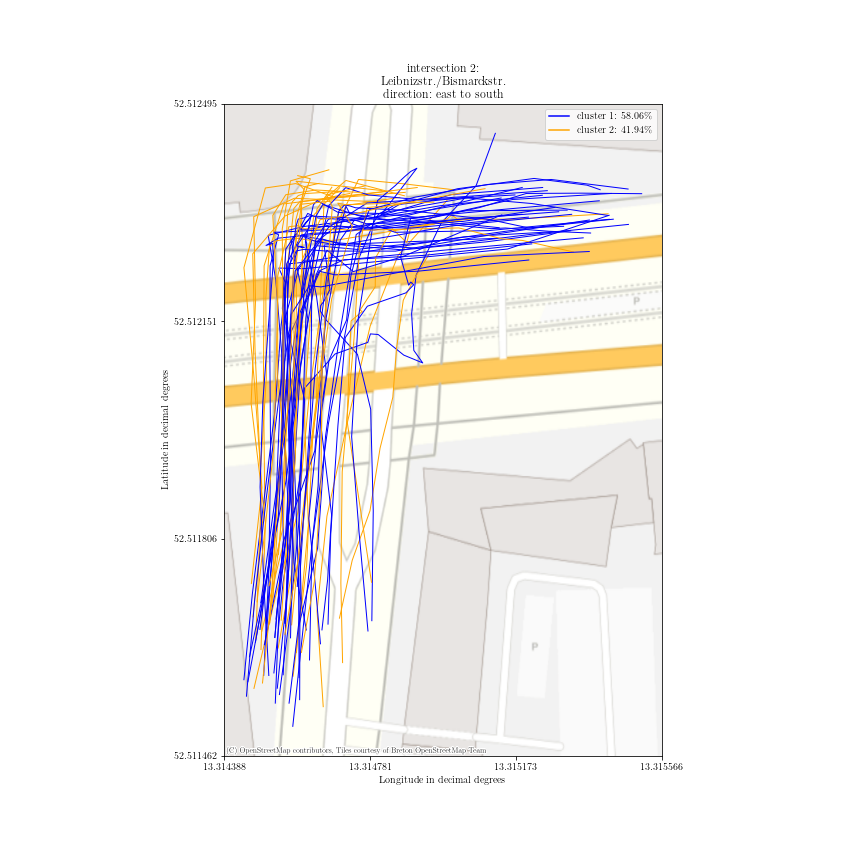 intersection 2:
Leibnizstr./Bismarckstr.
direction: east to south
52.512495
cluster 1: 58.06%
cluster 2: 41.94%
52.512151
P
Latitude in decimal degrees
52.511806
P
(C) OpenStreetMap contributors, Tiles courtesy of Breton OpenStreetMap Team
52.511462
13.314388
13.314781
13.315173
13.315566
Longitude in decimal degrees